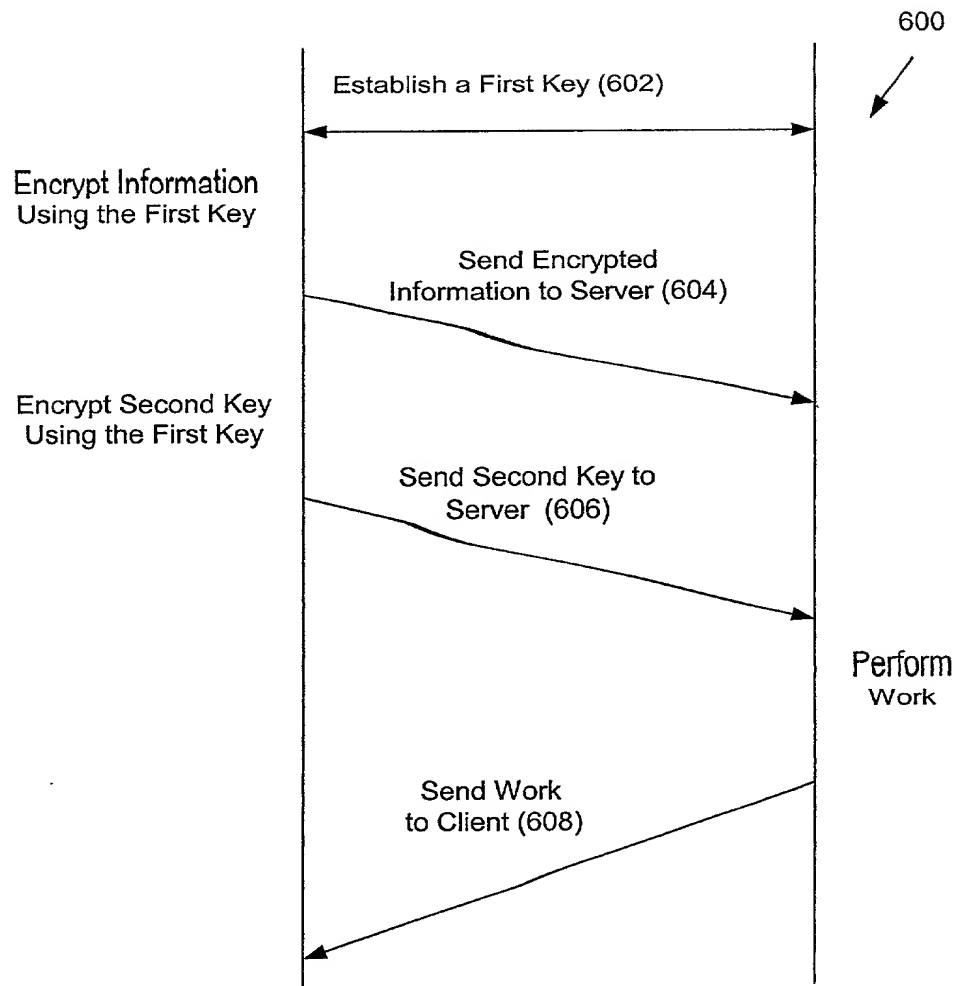 600
Establish a First Key (602)
Encrypt Information
Using the First Key
Send Encrypted
Information to Server (604)
Encrypt Second Key
Using the First Key
Send Second Key to
Server (606)
Perform
Work
Send Work
to Client (608)